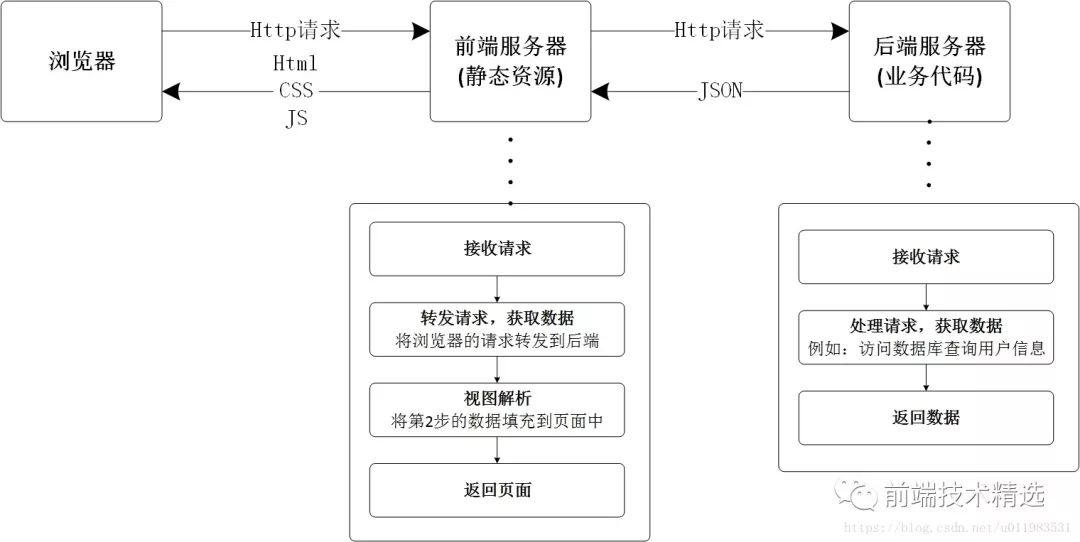 浏览器
Http请求
Html
CSS
JS
前端服务器
(静态资源)
Http请求
JSON
后端服务器
(业务代码)
接收请求
转发请求，获取数据
将浏览器的请求转发到后端
视图解析
将第2步的数据填充到页面中
返回页面
接收请求
处理请求，获取数据
例如：访问数据库查询用户信息
返回数据
前端技术精选
https://blog.csdn.net/u011983531